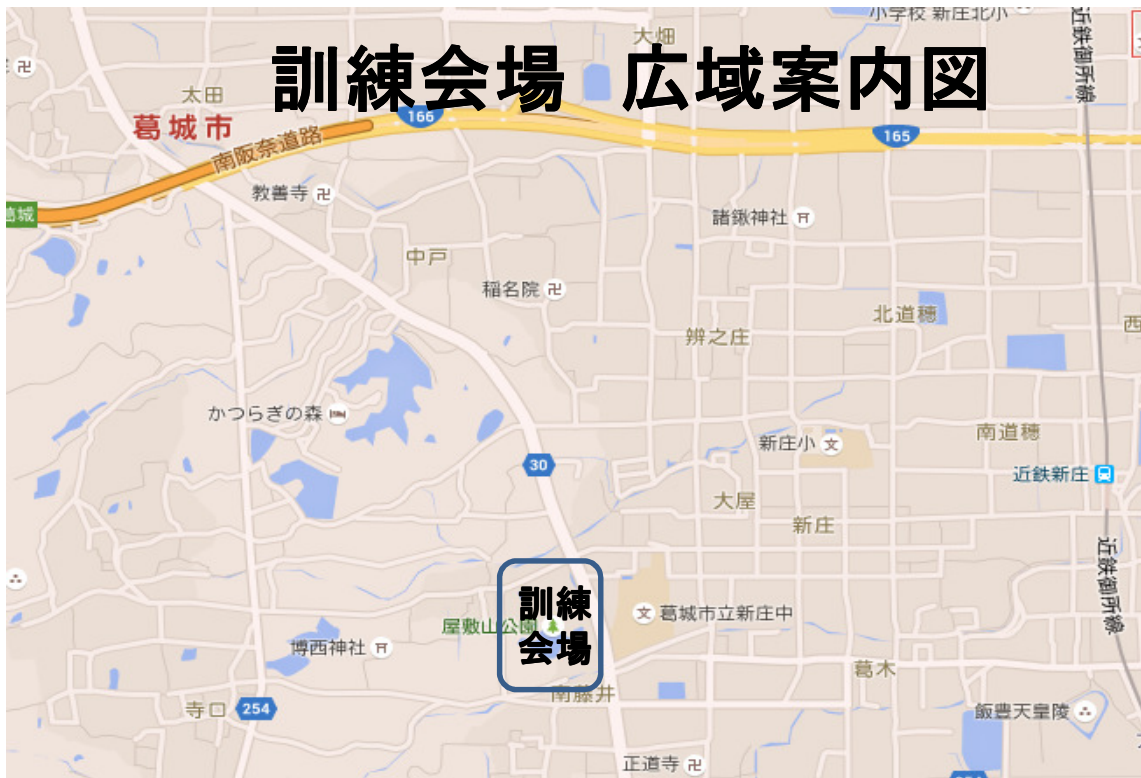 小学校 新庄北小
近鉄御所線
大畑
訓練会場 広域案内図
太田
葛城市
166
165
南阪奈道路
教善寺
葛城
諸鍬神社
中戸
稲名院
北道穂
辨之庄
西
かつらぎの森
南道穂
新庄小
文
30
近鉄新庄
大屋
新庄
近鉄御所線
訓練
会場
屋敷山公園
文
葛城市立新庄中
博西神社
葛木
南藤井
寺口
254
飯豊天皇陵
正道寺